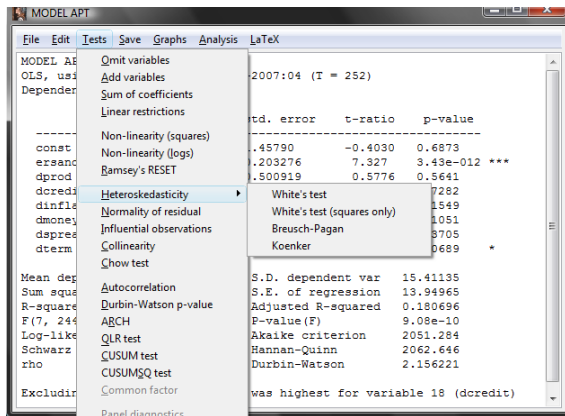 MODEL APT
File Edit Tests Save Graphs Analysis LaTeX
MODEL AP
OLS, usi
2007:04 (T = 252)
Depender
Omit variables
Add variables
Sum of coefficients
Linear restrictions
Non-linearity (squares)
Non-linearity (logs)
Ramsey's RESET
Heteroskedasticity
Normality of residual
Influential observations
Collinearity
Chow test
Autocorrelation
Durbin-Watson p-value
ARCH
QLR test
CUSUM test
CUSUMSQ test
Common factor
Panel diagnostics
White's test
White's test (squares only)
Breusch-Pagan
Koenker
td. error t-ratio p-value
const .45790 -0.4030 0.6873
ersand .203276 7.327 3.43e-012 ***
dprod .500919 0.5776 0.5641
dcredi 7282
dinfla 1549
dmoney 1051
dsprea 3705
dterm 0689 *
Mean dep S.D. dependent var 15.41135
Sum squa S.E. of regression 13.94965
R-square Adjusted R-squared 0.180696
F(7, 244 P-value(F) 9.08e-10
Log-like Akaike criterion 2051.284
Schwarz Hannan-Quinn 2062.646
rho Durbin-Watson 2.156221
Excludin was highest for variable 18 (dcredit)